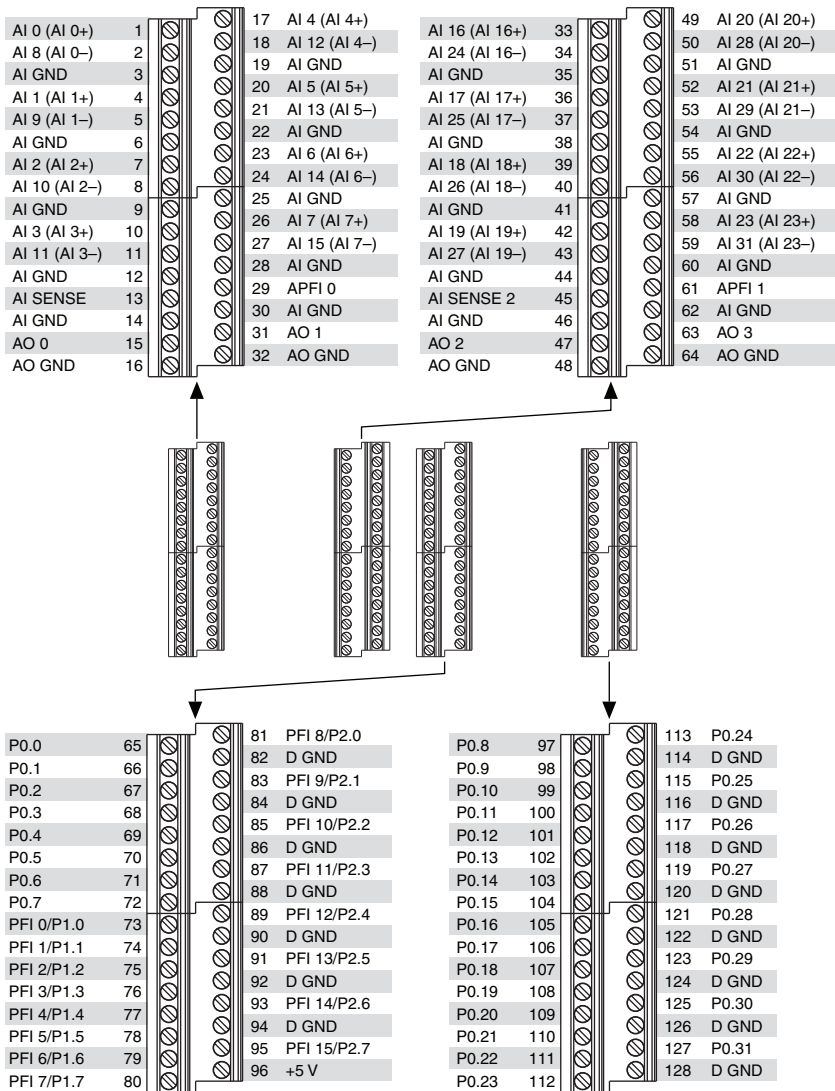 AI 0 (AI 0+) 1
AI 8 (AI 0–) 2
AI GND 3
AI 1 (AI 1+) 4
AI 9 (AI 1–) 5
AI GND 6
AI 2 (AI 2+) 7
AI 10 (AI 2–) 8
AI GND 9
AI 3 (AI 3+) 10
AI 11 (AI 3–) 11
AI GND 12
AI SENSE 13
AI GND 14
AO 0 15
AO GND 16
17 AI 4 (AI 4+)
18 AI 12 (AI 4–)
19 AI GND
20 AI 5 (AI 5+)
21 AI 13 (AI 5–)
22 AI GND
23 AI 6 (AI 6+)
24 AI 14 (AI 6–)
25 AI GND
26 AI 7 (AI 7+)
27 AI 15 (AI 7–)
28 AI GND
29 APFI 0
30 AI GND
31 AO 1
32 AO GND
AI 16 (AI 16+) 33
AI 24 (AI 16–) 34
AI GND 35
AI 17 (AI 17+) 36
AI 25 (AI 17–) 37
AI GND 38
AI 18 (AI 18+) 39
AI 26 (AI 18–) 40
AI GND 41
AI 19 (AI 19+) 42
AI 27 (AI 19–) 43
AI GND 44
AI SENSE 2 45
AI GND 46
AO 2 47
AO GND 48
49 AI 20 (AI 20+)
50 AI 28 (AI 20–)
51 AI GND
52 AI 21 (AI 21+)
53 AI 29 (AI 21–)
54 AI GND
55 AI 22 (AI 22+)
56 AI 30 (AI 22–)
57 AI GND
58 AI 23 (AI 23+)
59 AI 31 (AI 23–)
60 AI GND
61 APFI 1
62 AI GND
63 AO 3
64 AO GND
P0.0 65
P0.1 66
P0.2 67
P0.3 68
P0.4 69
P0.5 70
P0.6 71
P0.7 72
PFI 0/P1.0 73
PFI 1/P1.1 74
PFI 2/P1.2 75
PFI 3/P1.3 76
PFI 4/P1.4 77
PFI 5/P1.5 78
PFI 6/P1.6 79
PFI 7/P1.7 80
81 PFI 8/P2.0
82 D GND
83 PFI 9/P2.1
84 D GND
85 PFI 10/P2.2
86 D GND
87 PFI 11/P2.3
88 D GND
89 PFI 12/P2.4
90 D GND
91 PFI 13/P2.5
92 D GND
93 PFI 14/P2.6
94 D GND
95 PFI 15/P2.7
96 +5 V
P0.8 97
P0.9 98
P0.10 99
P0.11 100
P0.12 101
P0.13 102
P0.14 103
P0.15 104
P0.16 105
P0.17 106
P0.18 107
P0.19 108
P0.20 109
P0.21 110
P0.22 111
P0.23 112
113 P0.24
114 D GND
115 P0.25
116 D GND
117 P0.26
118 D GND
119 P0.27
120 D GND
121 P0.28
122 D GND
123 P0.29
124 D GND
125 P0.30
126 D GND
127 P0.31
128 D GND